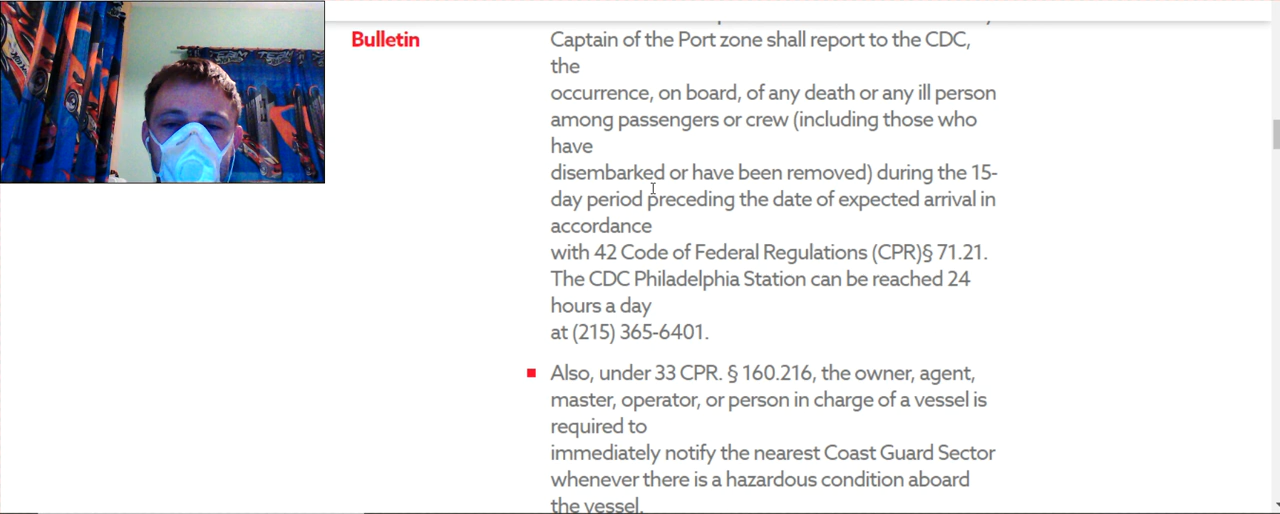 Bulletin
Captain of the Port zone shall report to the CDC,
the
occurrence, on board, of any death or any ill person
among passengers or crew (including those who
have
disembarked or have been removed) during the 15-
day period preceding the date of expected arrival in
accordance
with 42 Code of Federal Regulations (CPR)§ 71.21.
The CDC Philadelphia Station can be reached 24
hours a day
at (215) 365-6401.
Also, under 33 CPR. § 160.216, the owner, agent,
master, operator, or person in charge of a vessel is
required to
immediately notify the nearest Coast Guard Sector
whenever there is a hazardous condition aboard
the vessel.